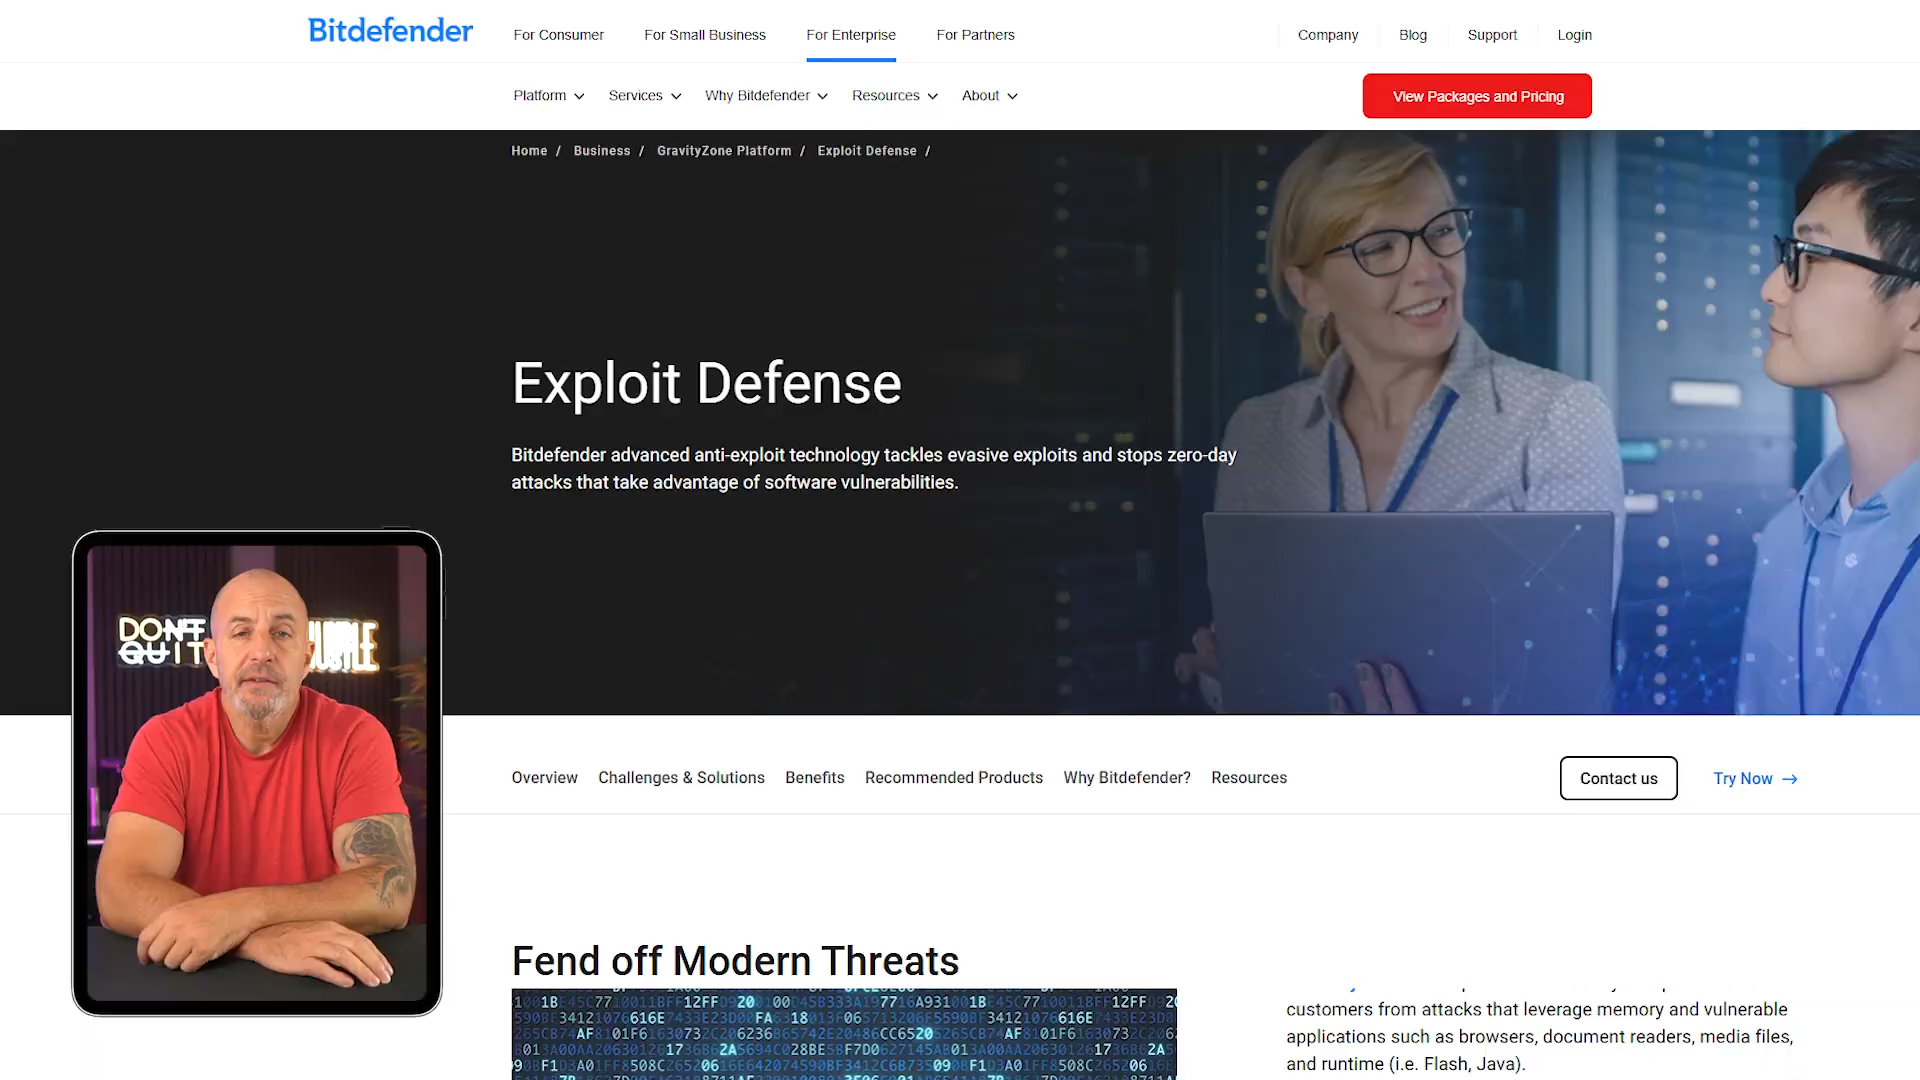 Bitdefender
For Consumer
For Small Business
For Enterprise
For Partners
Company
Blog
Support
Login
Platform
Services
Why Bitdefender
Resources
About
View Packages and Pricing
Home / Business / GravityZone Platform / Exploit Defense /
Exploit Defense
Bitdefender advanced anti-exploit technology tackles evasive exploits and stops zero-day
attacks that take advantage of software vulnerabilities.
DON'T
QUIT
Overview
Challenges & Solutions
Benefits
Recommended Products
Why Bitdefender?
Resources
Contact us
Try Now
Fend off Modern Threats
customers from attacks that leverage memory and vulnerable
applications such as browsers, document readers, media files,
and runtime (i.e. Flash, Java).